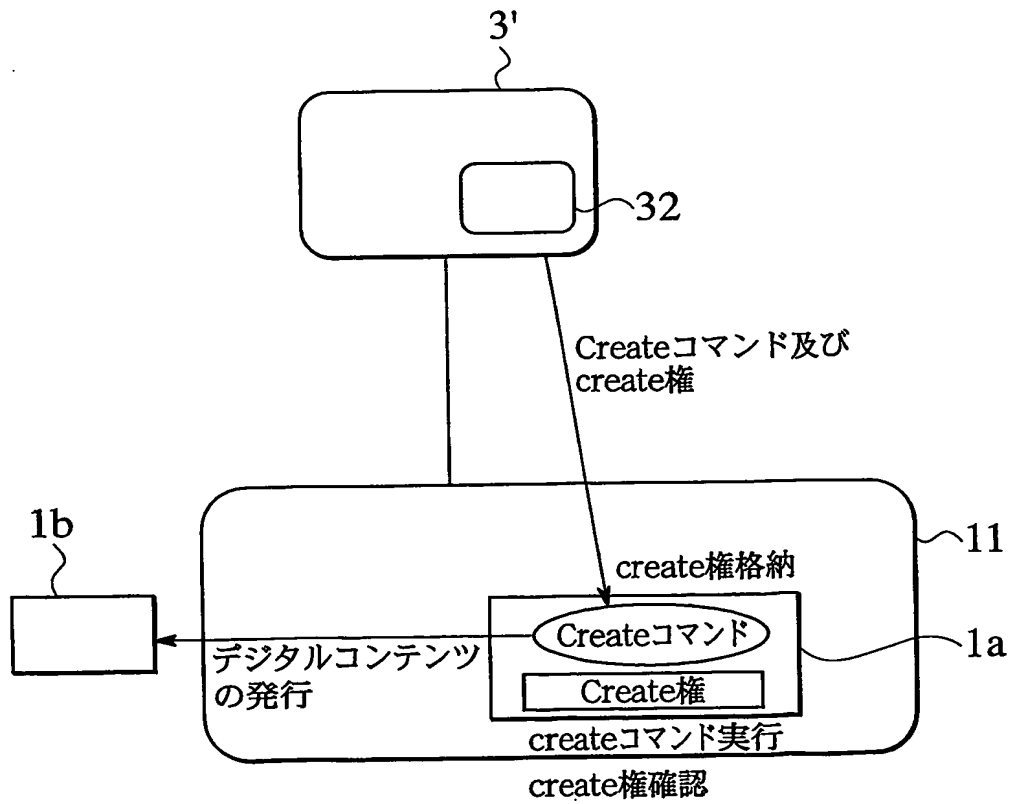 3'
32
Createコマンド及び
create権
1b
11
create権格納
Createコマンド
1a
デジタルコンテンツ
の発行
Create権
createコマンド実行
create権確認